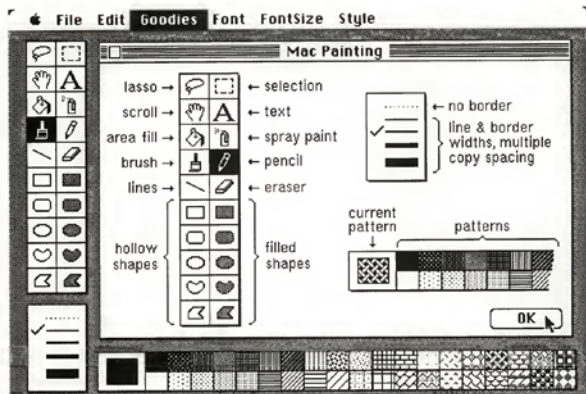 File Edit Goodies Font FontSize Style
Mac Painting
lasso
selection
scroll
A
text
area fill
spray paint
brush
pencil
lines
eraser
hollow
shapes
filled
shapes
no border
line & border
widths, multiple
copy spacing
current
pattern
patterns
OK
A